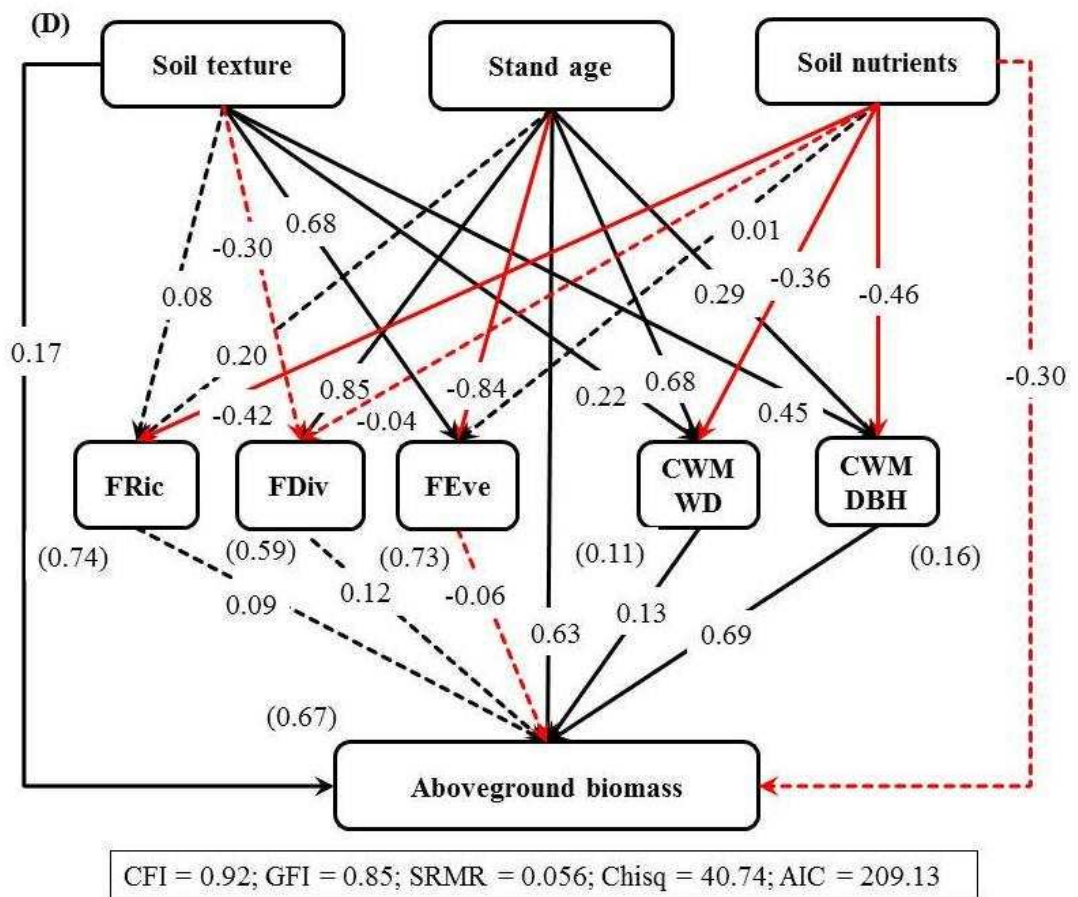 (D)
Soil texture
Stand age
Soil nutrients
0.68
0.01
-0.30
-0.36
0.08
0.29
-0.46
0.17
0.20
0.85
-0.84
0.68
-0.30
0.22
0.45
-0.42
-0.04
FRic
FDiv
FEve
CWM
WD
CWM
DBH
(0.74)
(0.59)
(0.73)
(0.11)
(0.16)
0.09
0.12
-0.06
0.63
0.13
0.69
(0.67)
Aboveground biomass
CFI = 0.92; GFI = 0.85; SRMR = 0.056; Chisq = 40.74; AIC = 209.13